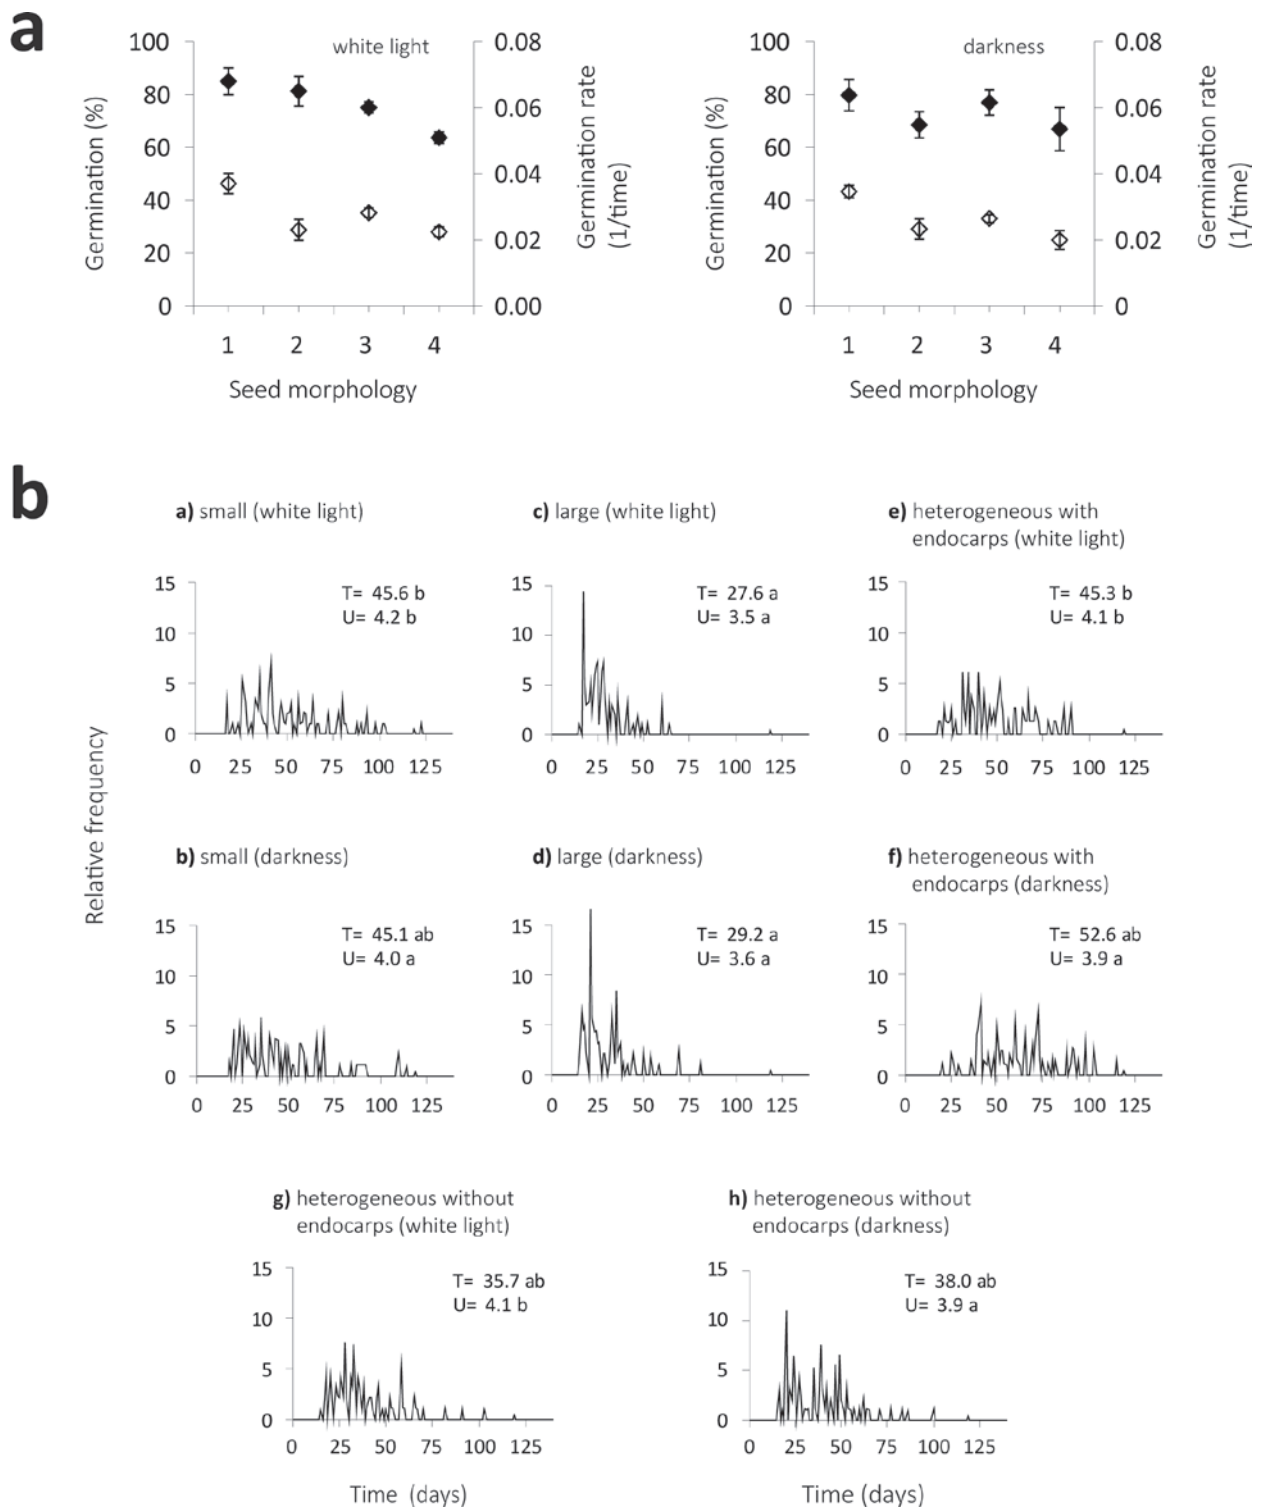 a
white light
Germination (%)
100
80
60
40
20
0
0.08
0.06
0.04
0.02
0.00
Germination rate
(1/time)
1 2 3 4
Seed morphology
darkness
Germination (%)
100
80
60
40
20
0
0.08
0.06
0.04
0.02
0
Germination rate
(1/time)
1 2 3 4
Seed morphology
b
Relative frequency
a) small (white light)
T= 45.6 b
U= 4.2 b
15
10
5
0
0 25 50 75 100 125
c) large (white light)
T= 27.6 a
U= 3.5 a
15
10
5
0
0 25 50 75 100 125
e) heterogeneous with
endocarps (white light)
T= 45.3 b
U= 4.1 b
15
10
5
0
0 25 50 75 100 125
b) small (darkness)
T= 45.1 ab
U= 4.0 a
15
10
5
0
0 25 50 75 100 125
d) large (darkness)
T= 29.2 a
U= 3.6 a
15
10
5
0
0 25 50 75 100 125
f) heterogeneous with
endocarps (darkness)
T= 52.6 ab
U= 3.9 a
15
10
5
0
0 25 50 75 100 125
g) heterogeneous without
endocarps (white light)
T= 35.7 ab
U= 4.1 b
15
10
5
0
0 25 50 75 100 125
Time (days)
h) heterogeneous without
endocarps (darkness)
T= 38.0 ab
U= 3.9 a
15
10
5
0
0 25 50 75 100 125
Time (days)